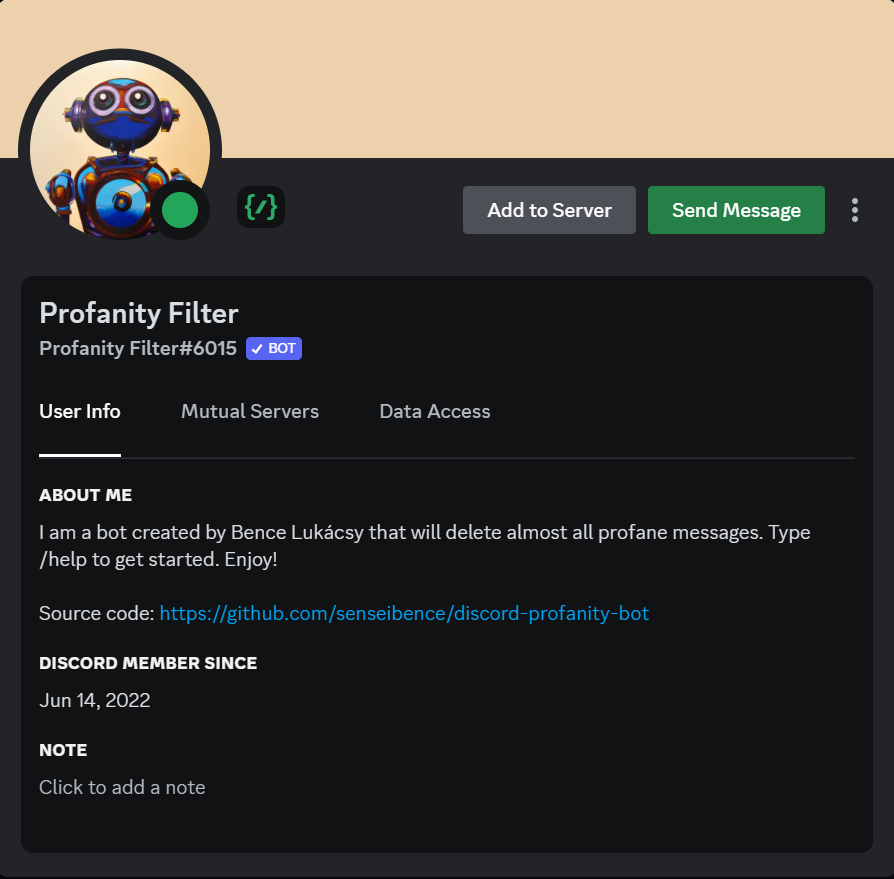 Add to Server
Send Message
Profanity Filter
Profanity Filter#6015 BOT
User Info
Mutual Servers
Data Access
ABOUT ME
I am a bot created by Bence Lukácsy that will delete almost all profane messages. Type
/help to get started. Enjoy!
Source code: https://github.com/senseibence/discord-profanity-bot
DISCORD MEMBER SINCE
Jun 14, 2022
NOTE
Click to add a note